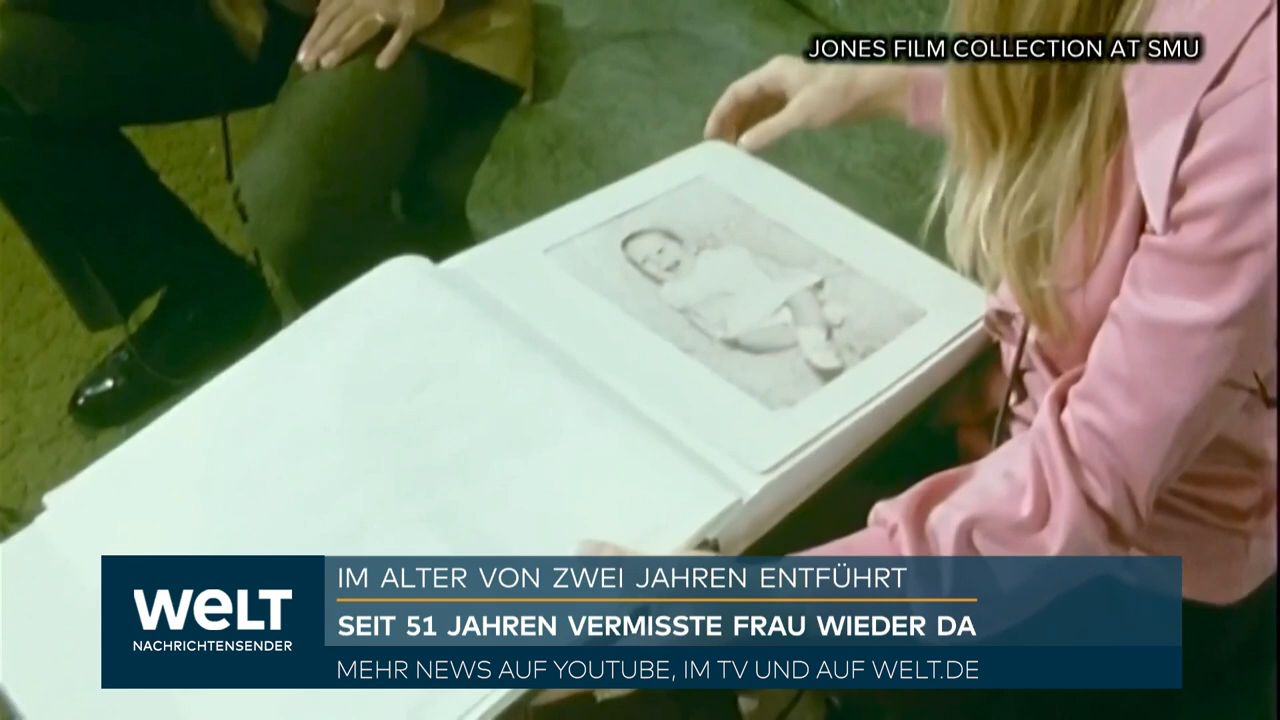 JONES FILM COLLECTION AT SMU
IM ALTER VON ZWEI JAHREN ENTFÜHRT
welt
NACHRICHTENSENDER
SEIT 51 JAHREN VERMISSTE FRAU WIEDER DA
MEHR NEWS AUF YOUTUBE, IM TV UND AUF WELT.DE